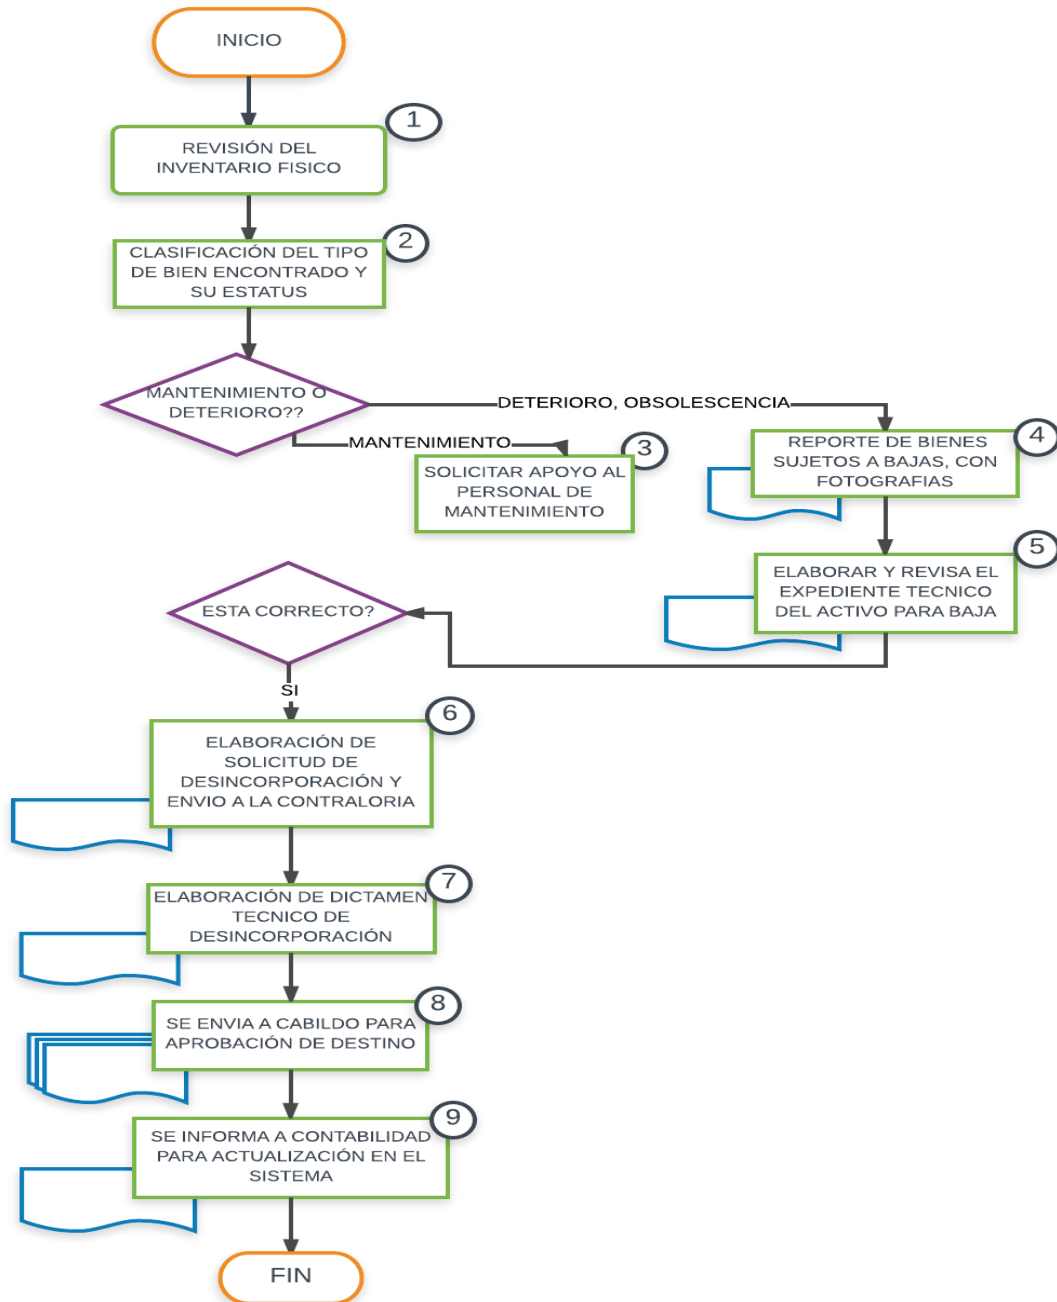 INICIO
1
REVISIÓN DEL
INVENTARIO FISICO
2
CLASIFICACIÓN DEL TIPO
DE BIEN ENCONTRADO Y
SU ESTATUS
MANTENIMIENTO O
DETERIORO??
DETERIORO, OBSOLESCENCIA
MANTENIMIENTO
3
SOLICITAR APOYO AL
PERSONAL DE
MANTENIMIENTO
4
REPORTE DE BIENES
SUJETOS A BAJAS, CON
FOTOGRAFIAS
5
ELABORAR Y REVISA EL
EXPEDIENTE TECNICO
DEL ACTIVO PARA BAJA
ESTA CORRECTO?
SI
6
ELABORACIÓN DE
SOLICITUD DE
DESINCORPORACIÓN Y
ENVIO A LA CONTRALORIA
7
ELABORACIÓN DE DICTAMEN
TECNICO DE
DESINCORPORACIÓN
8
SE ENVIA A CABILDO PARA
APROBACIÓN DE DESTINO
9
SE INFORMA A CONTABILIDAD
PARA ACTUALIZACIÓN EN EL
SISTEMA
FIN